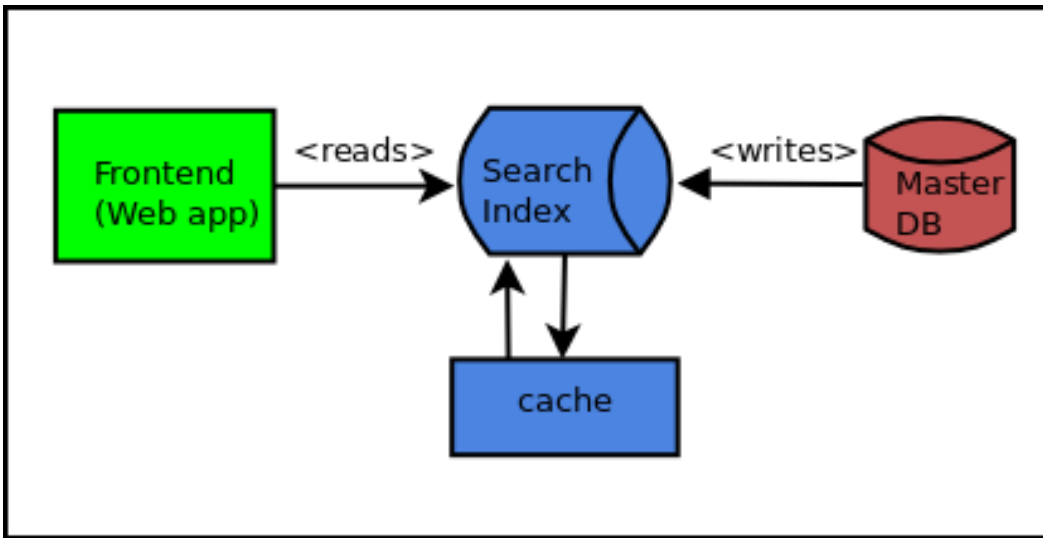 Frontend
(Web app)
<reads>
Search
Index
<writes>
Master
DB
cache